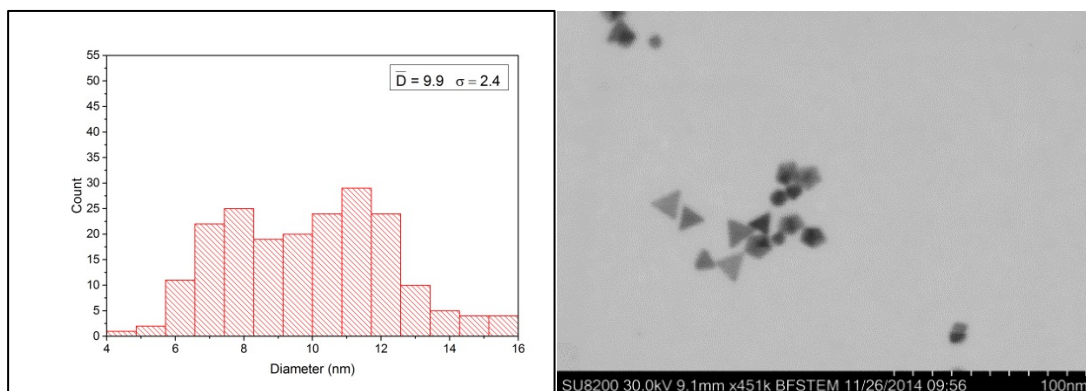 55
50
45
40
35
30
25
20
15
10
5
0
Count
D̅ = 9.9 σ = 2.4
4 6 8 10 12 14 16
Diameter (nm)
SU8200 30.0kV 9.1mm x451k BFSTEM 11/26/2014 09:56 100nm